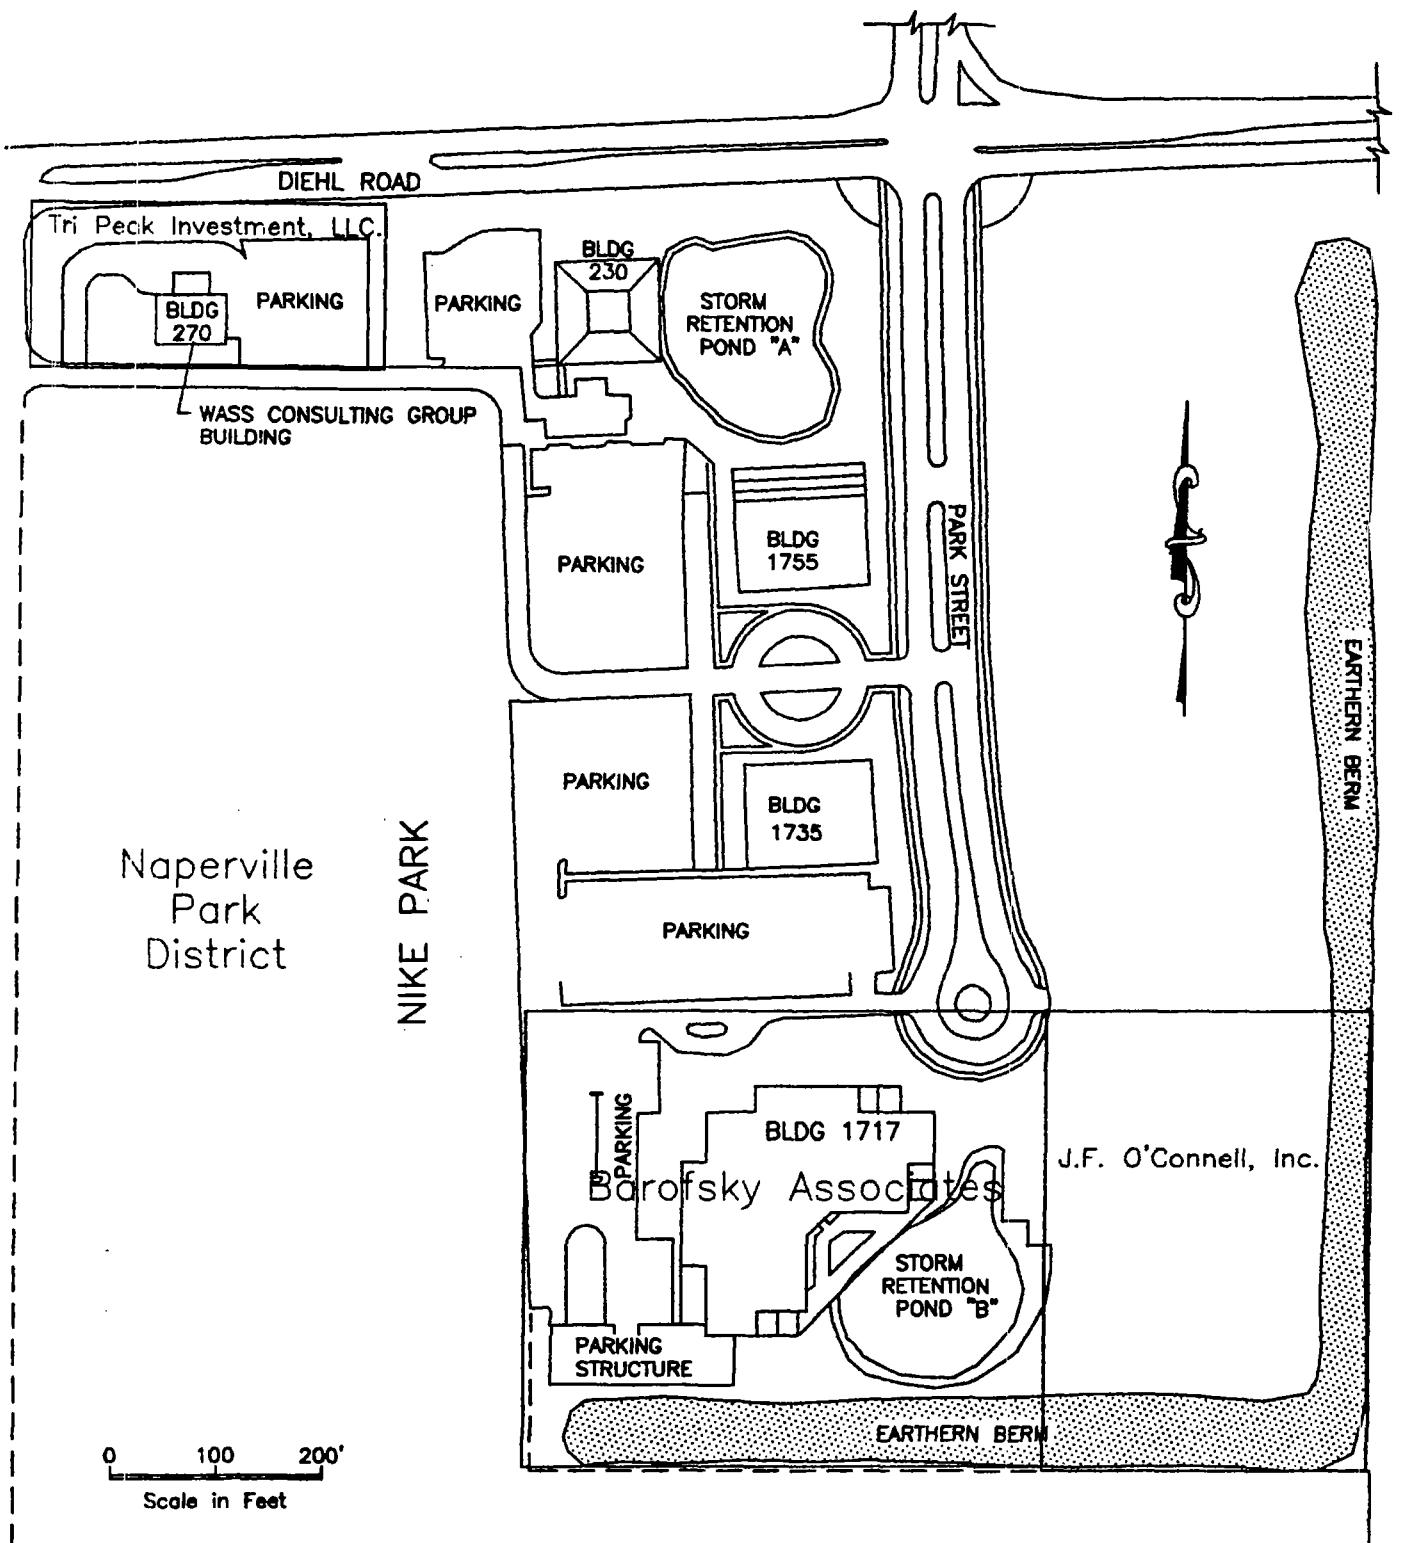 DIEHL ROAD
Tri Peak Investment, LLC.
BLDG
270
PARKING
PARKING
BLDG
230
STORM
RETENTION
POND "A"
WASS CONSULTING GROUP
BUILDING
PARKING
BLDG
1755
PARK STREET
EARTHERN BERM
PARKING
BLDG
1735
Naperville
Park
District
NIKE PARK
PARKING
PARKING
BLDG 1717
Barofsky Associates
J.F. O'Connell, Inc.
STORM
RETENTION
POND "B"
PARKING
STRUCTURE
EARTHERN BERM
0 100 200'
Scale in Feet